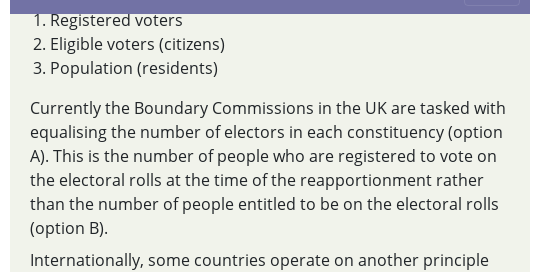 1. Registered voters
2. Eligible voters (citizens)
3. Population (residents)
Currently the Boundary Commissions in the UK are tasked with
equalising the number of electors in each constituency (option
A). This is the number of people who are registered to vote on
the electoral rolls at the time of the reapportionment rather
than the number of people entitled to be on the electoral rolls
(option B).
Internationally, some countries operate on another principle